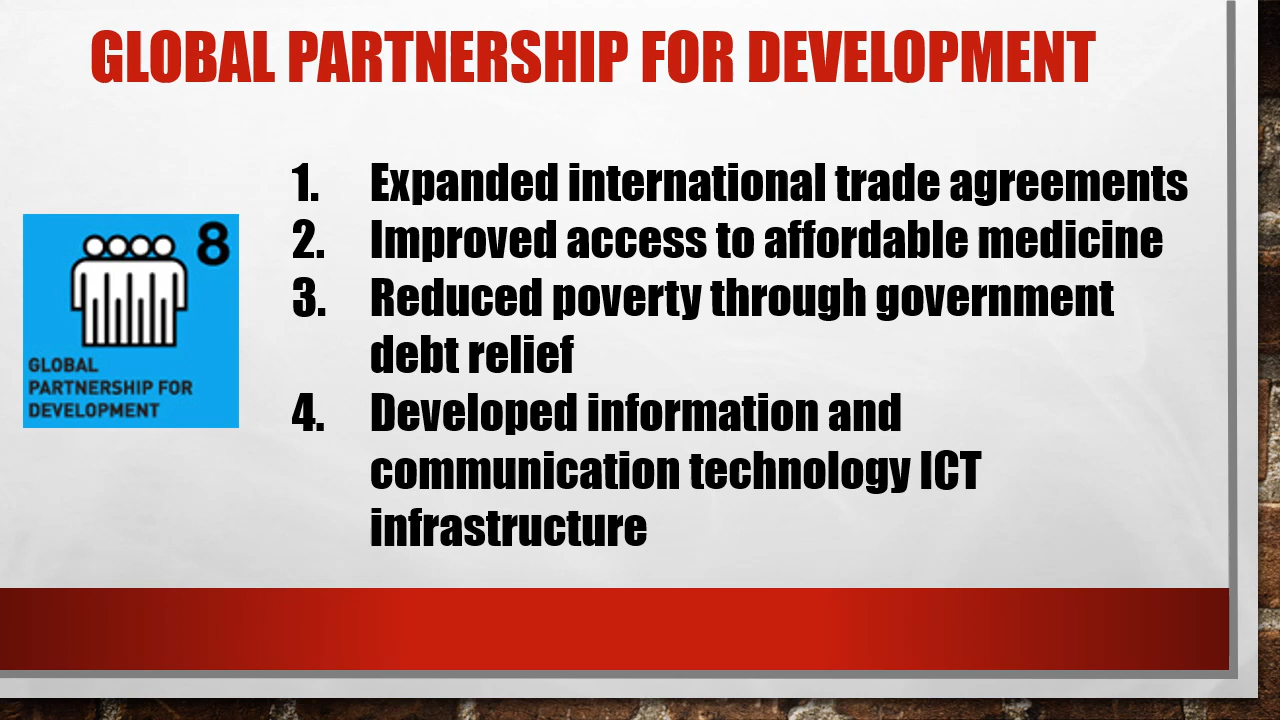 GLOBAL PARTNERSHIP FOR DEVELOPMENT
1. Expanded international trade agreements
8
2. Improved access to affordable medicine
3. Reduced poverty through government
debt relief
GLOBAL
PARTNERSHIP FOR
DEVELOPMENT
4. Developed information and
communication technology ICT
infrastructure